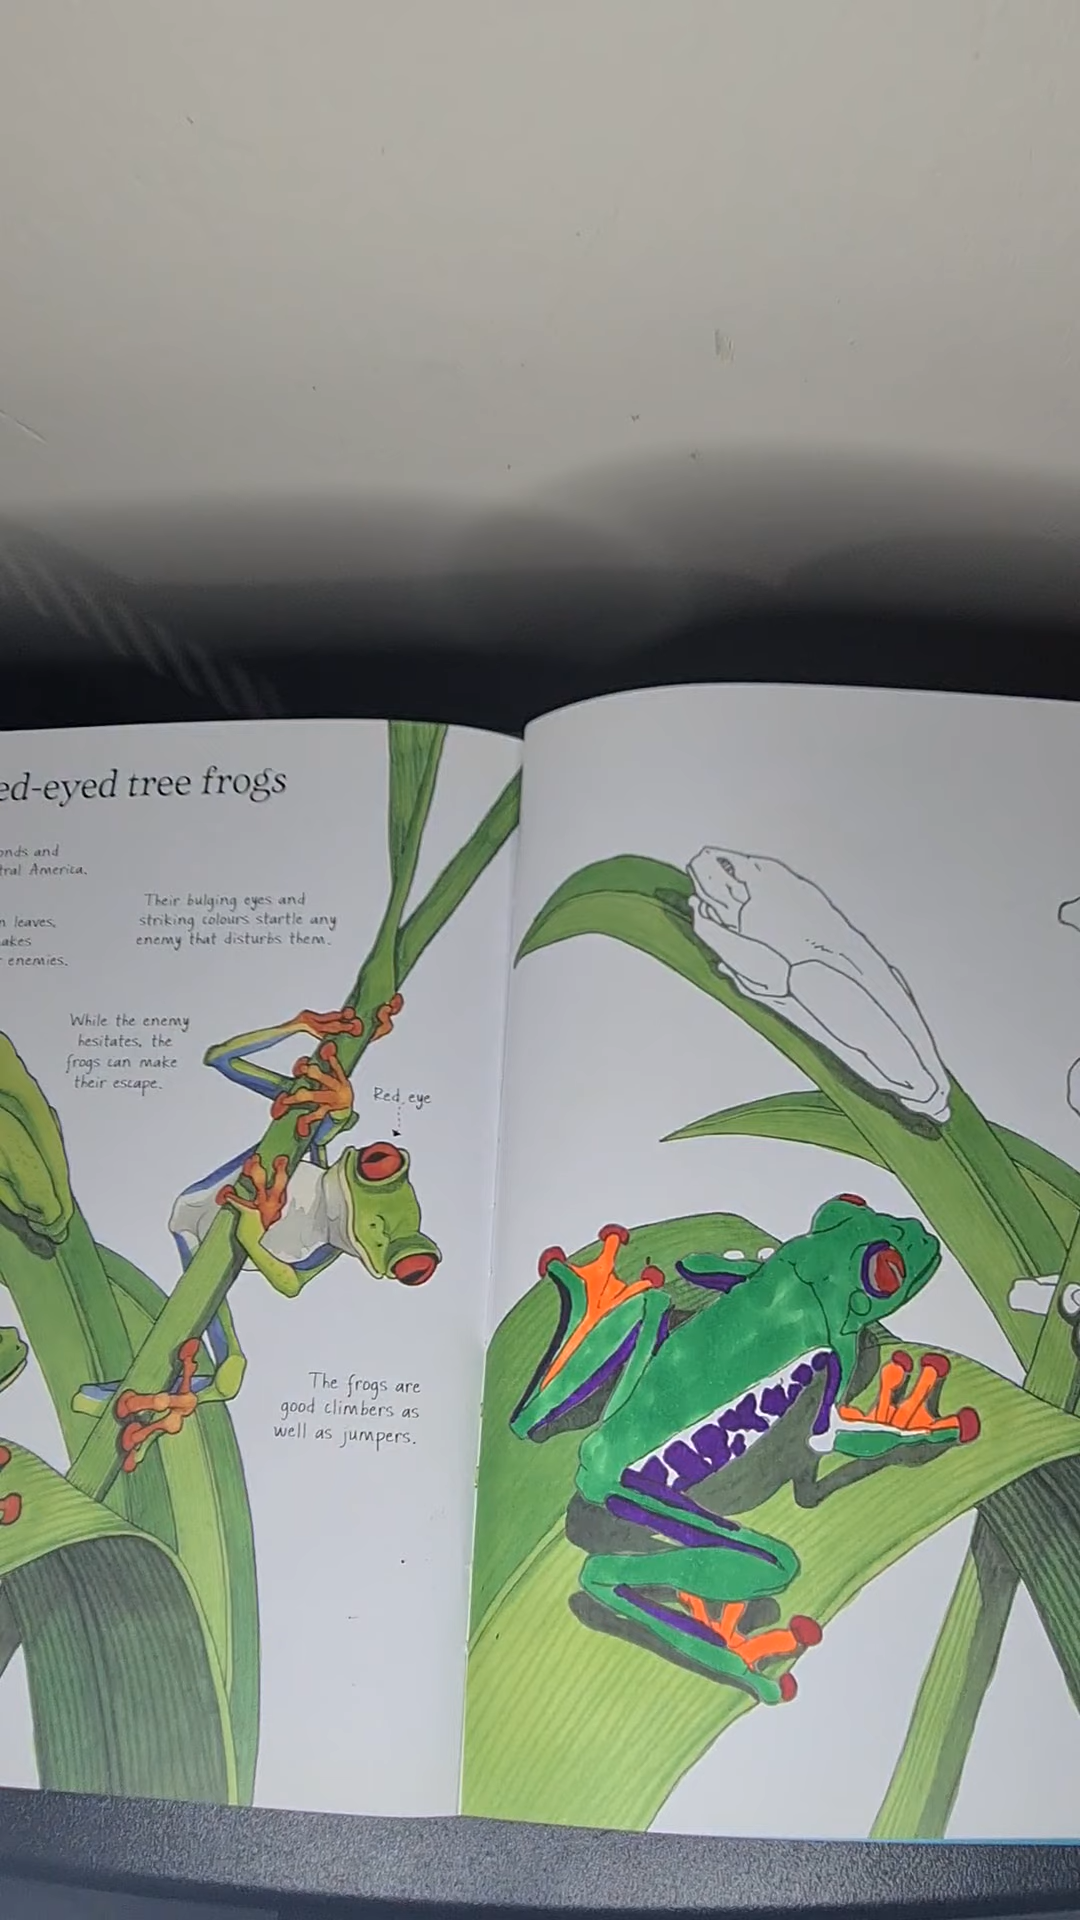 ed-eyed tree frogs
onds and
tral America.
n leaves,
akes
enemies.
Their bulging eyes and
striking colours startle any
enemy that disturbs them.
While the enemy
hesitates, the
frogs can make
their escape.
Red eye
The frogs are
good climbers as
well as jumpers.